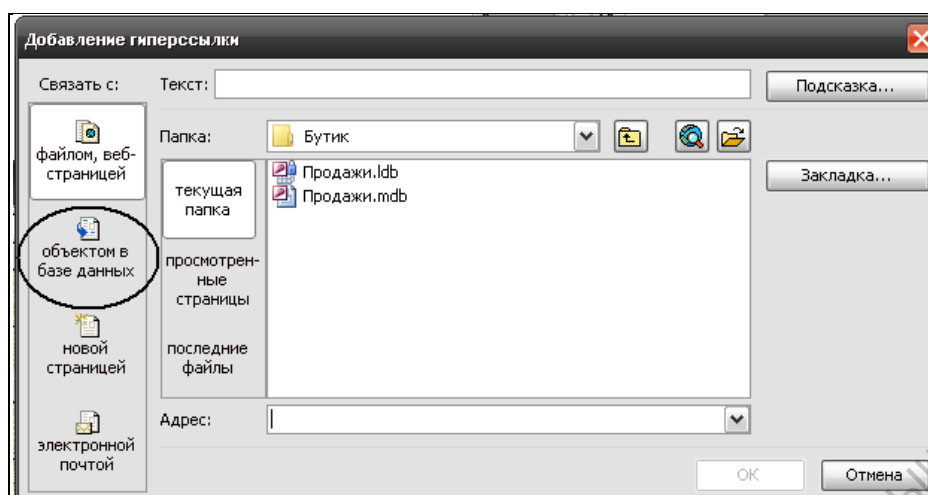 Добавление гиперссылки
Связать с:
Текст:
Подсказка...
файлом, веб-
страницей
Папка:
Бутик
текущая
папка
Продажи.ldb
Продажи.mdb
Закладка...
объектом в
базе данных
просмотрен-
ные
страницы
новой
страницей
последние
файлы
Адрес:
электронной
почтой
OK
Отмена